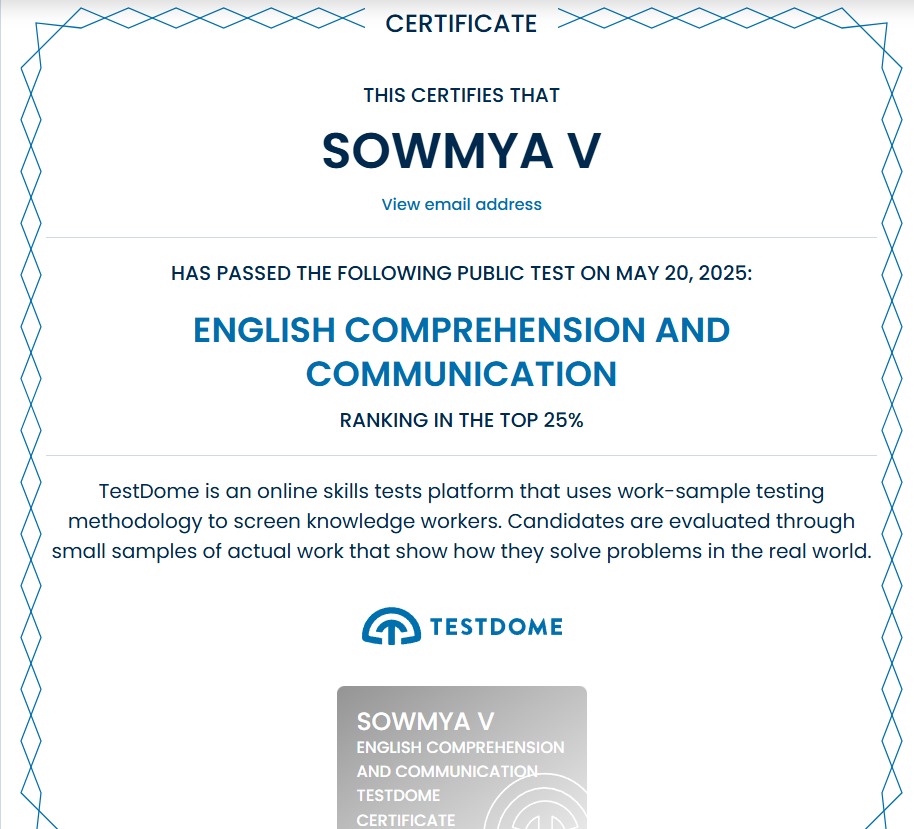 CERTIFICATE
THIS CERTIFIES THAT
SOWMYA V
View email address
HAS PASSED THE FOLLOWING PUBLIC TEST ON MAY 20, 2025:
ENGLISH COMPREHENSION AND
COMMUNICATION
RANKING IN THE TOP 25%
TestDome is an online skills tests platform that uses work-sample testing
methodology to screen knowledge workers. Candidates are evaluated through
small samples of actual work that show how they solve problems in the real world.
TESTDOME
SOWMYA V
ENGLISH COMPREHENSION
AND COMMUNICATION
TESTDOME
CERTIFICATE